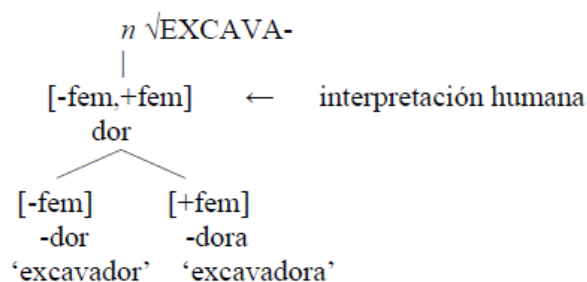 n √EXCAVA-
[-fem,+fem] ← interpretación humana
dor
[-fem] [+fem]
-dor -dora
‘excavador’ ‘excavadora’